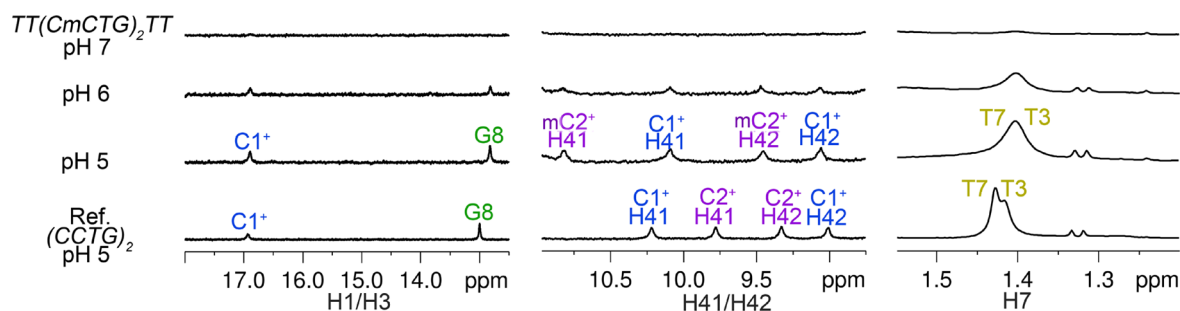 TT(CmCTG)₂TT
pH 7
pH 6
mC2⁺ C1⁺ mC2⁺ C1⁺
H41 H41 H42 H42
C1⁺ G8
T7 T3
pH 5
C1⁺ C2⁺ C2⁺ C1⁺
H41 H41 H42 H42
T7 T3
Ref.
C1⁺ G8
(CCTG)₂
pH 5
17.0 16.0 15.0 14.0 ppm
10.5 10.0 9.5 ppm
1.5 1.4 1.3 ppm
H1/H3
H41/H42
H7